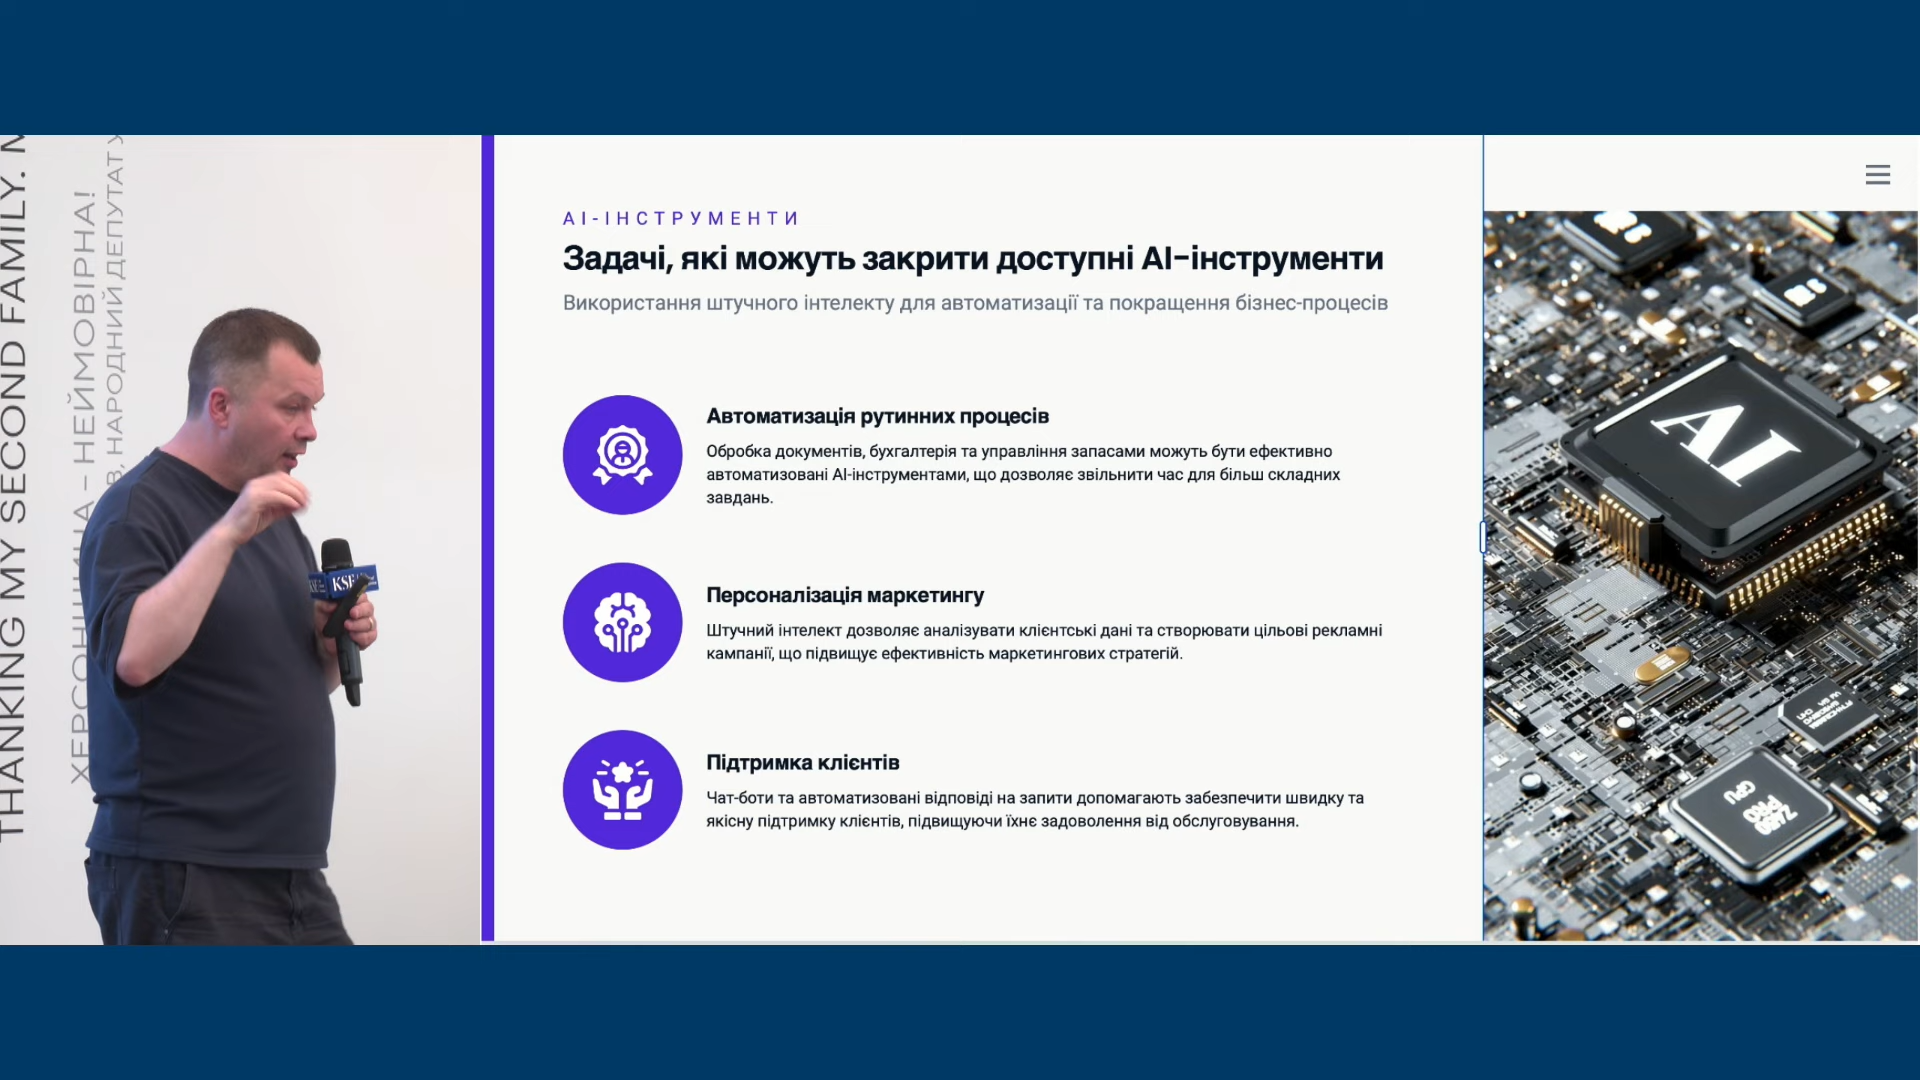 THANKING MY SECOND FAMILY.
ХЕРСОНЩИНА – НЕЙМОВІРНА!
НАРОДНИЙ ДЕПУТАТ У
KSE
АІ-ІНСТРУМЕНТИ
Задачі, які можуть закрити доступні АІ-інструменти
Використання штучного інтелекту для автоматизації та покращення бізнес-процесів
Автоматизація рутинних процесів
Обробка документів, бухгалтерія та управління запасами можуть бути ефективно
автоматизовані АІ-інструментами, що дозволяє звільнити час для більш складних
завдань.
Персоналізація маркетингу
Штучний інтелект дозволяє аналізувати клієнтські дані та створювати цільові рекламні
кампанії, що підвищує ефективність маркетингових стратегій.
Підтримка клієнтів
Чат-боти та автоматизовані відповіді на запити допомагають забезпечити швидку та
якісну підтримку клієнтів, підвищуючи їхнє задоволення від обслуговування.
AI